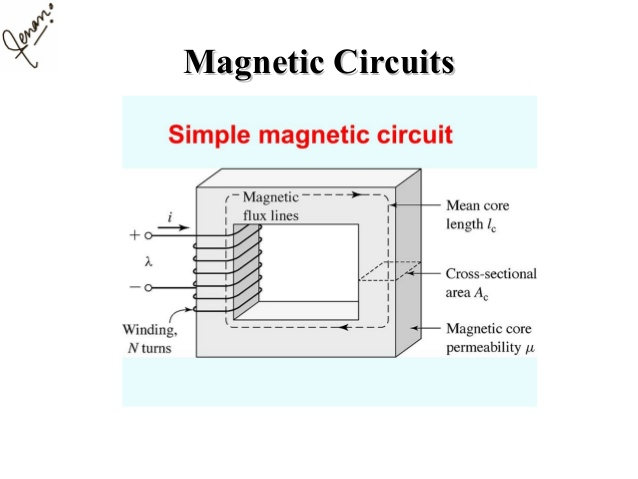 Magnetic Circuits
Simple magnetic circuit
Magnetic
flux lines
Mean core
length lc
i
+
λ
−
Cross-sectional
area Ac
Winding,
N turns
Magnetic core
permeability μ